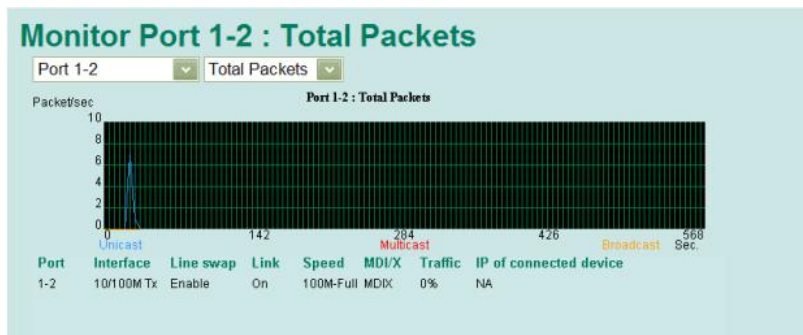 Monitor Port 1-2 : Total Packets
Port 1-2 Total Packets
Packet/sec Port 1-2 : Total Packets
10
8
6
4
2
0
0 142 284 426 568
Unicast Multicast Broadcast Sec.
Port Interface Line swap Link Speed MDI/X Traffic IP of connected device
1-2 10/100M Tx Enable On 100M-Full MDIX 0% NA